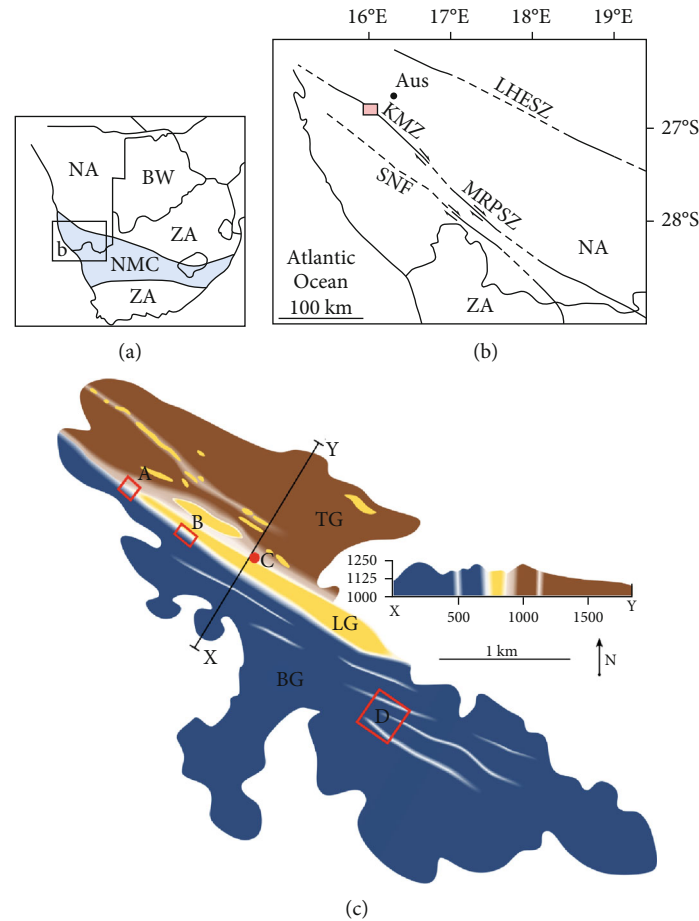 NA
BW
ZA
b
NMC
ZA
(a)
16°E 17°E 18°E 19°E
Aus
LHESZ
KMZ
27°S
SNF
MRPSZ
28°S
NA
Atlantic
Ocean
100 km
ZA
(b)
A
Y
B
TG
C
1250
1125
1000
X 500 1000 1500 Y
LG
X
1 km
N
BG
D
(c)